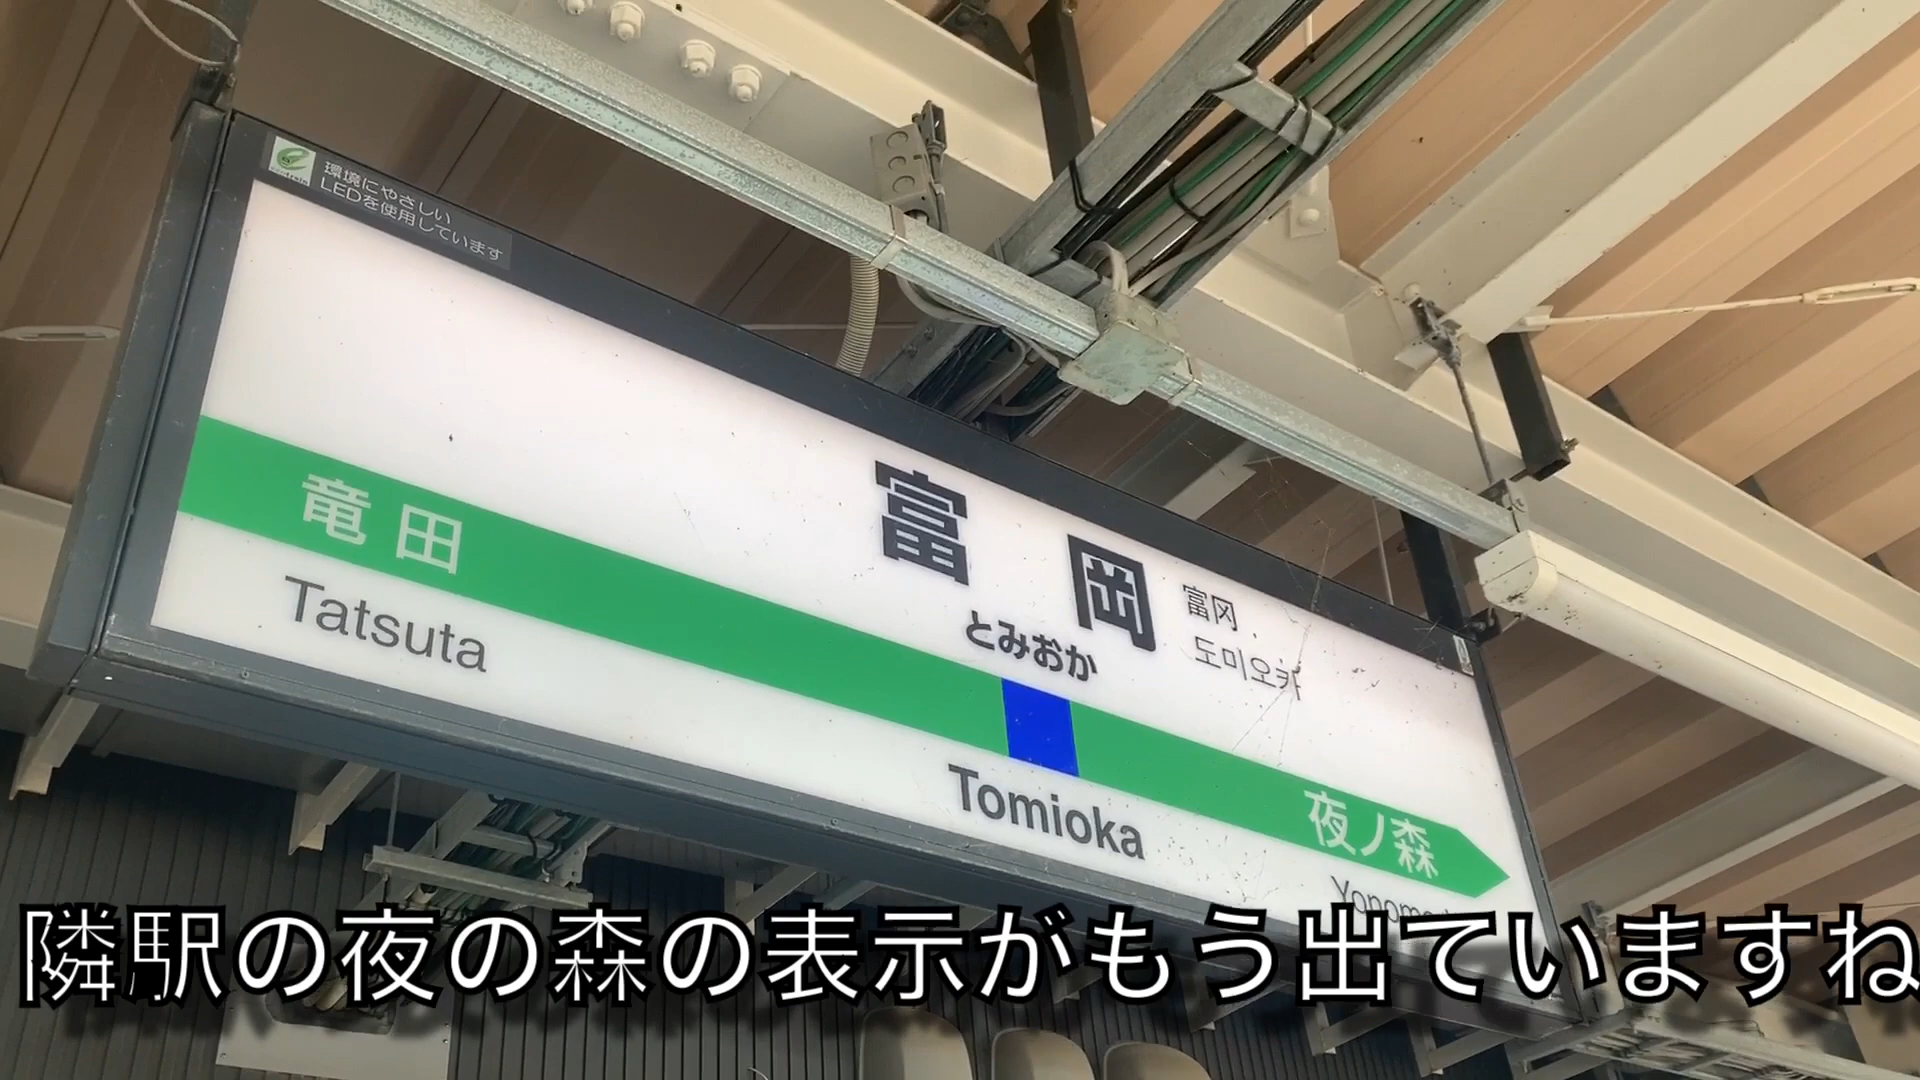 環境にやさしい
LEDを使用しています
富岡
富冈
とみおか
도미오카
竜田
夜ノ森
Tatsuta
Tomioka
隣駅の夜の森の表示がもう出ていますね